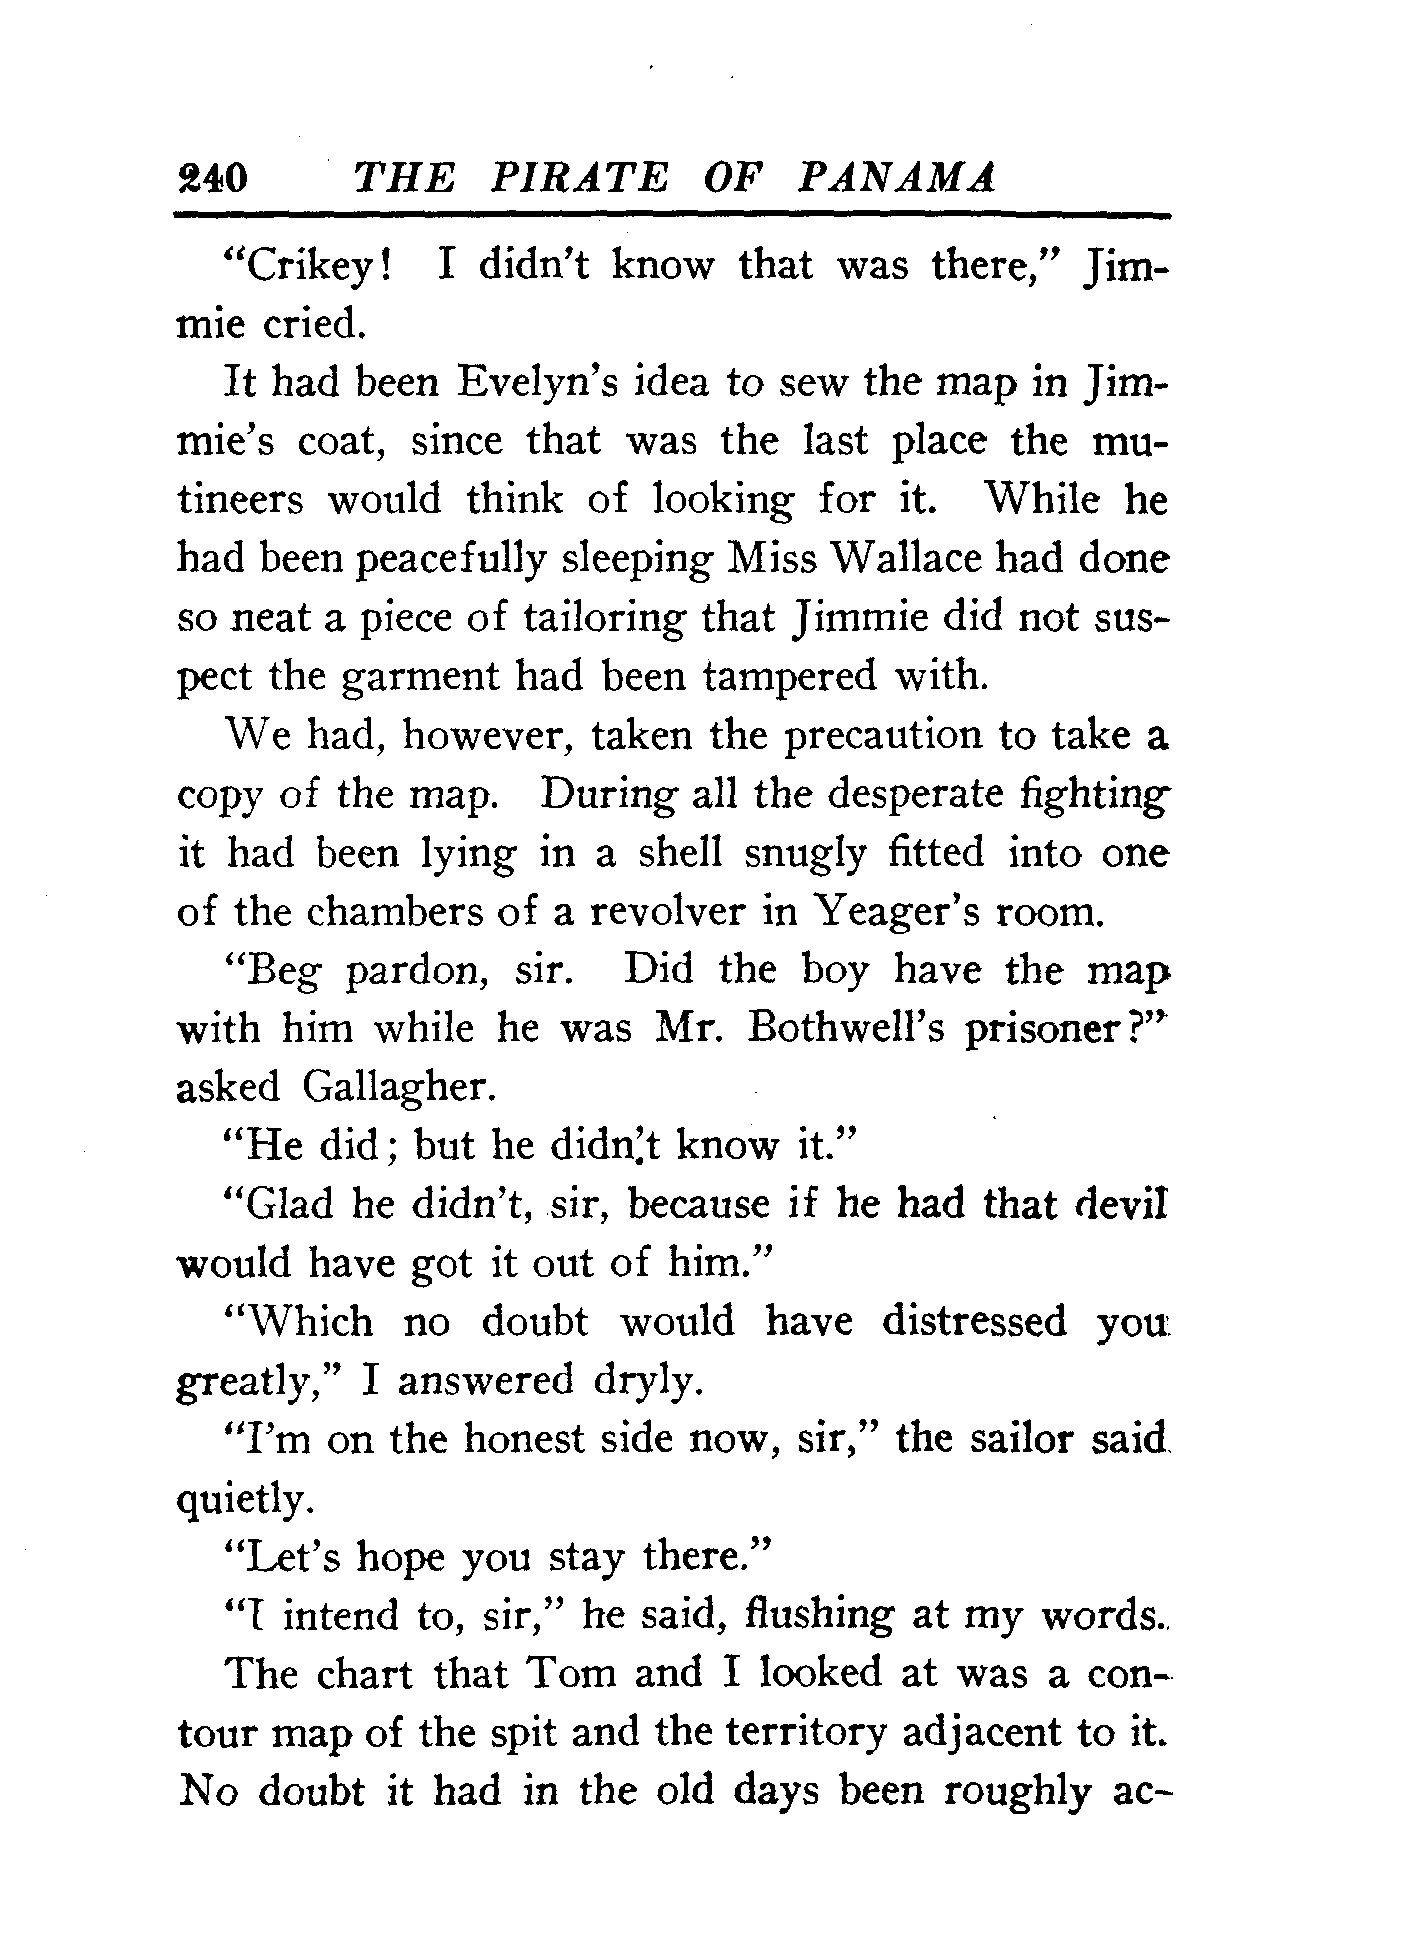 240 THE PIRATE OF PANAMA
"Crikey! I didn't know that was there," Jim-
mie cried.
It had been Evelyn's idea to sew the map in Jim-
mie's coat, since that was the last place the mu-
tineers would think of looking for it. While he
had been peacefully sleeping Miss Wallace had done
so neat a piece of tailoring that Jimmie did not sus-
pect the garment had been tampered with.
We had, however, taken the precaution to take a
copy of the map. During all the desperate fighting
it had been lying in a shell snugly fitted into one
of the chambers of a revolver in Yeager's room.
"Beg pardon, sir. Did the boy have the map
with him while he was Mr. Bothwell's prisoner?"
asked Gallagher.
"He did; but he didn't know it."
"Glad he didn't, sir, because if he had that devil
would have got it out of him."
"Which no doubt would have distressed you
greatly," I answered dryly.
"I'm on the honest side now, sir," the sailor said
quietly.
"Let's hope you stay there."
"I intend to, sir," he said, flushing at my words.
The chart that Tom and I looked at was a con-
tour map of the spit and the territory adjacent to it.
No doubt it had in the old days been roughly ac-